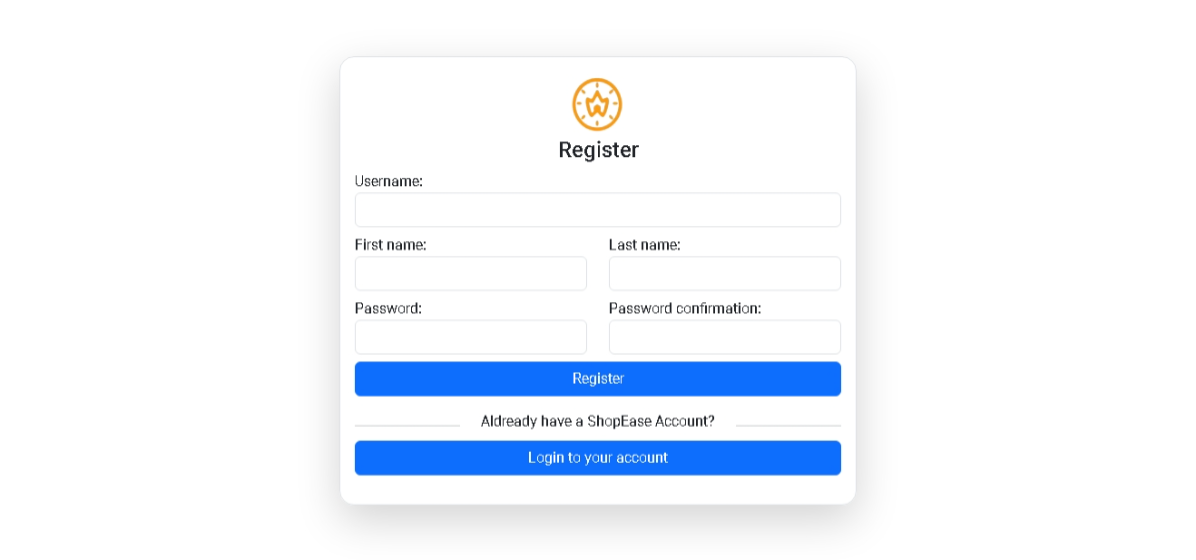 Register
Username:
First name: Last name:
Password: Password confirmation:
Register
Aldready have a ShopEase Account?
Login to your account